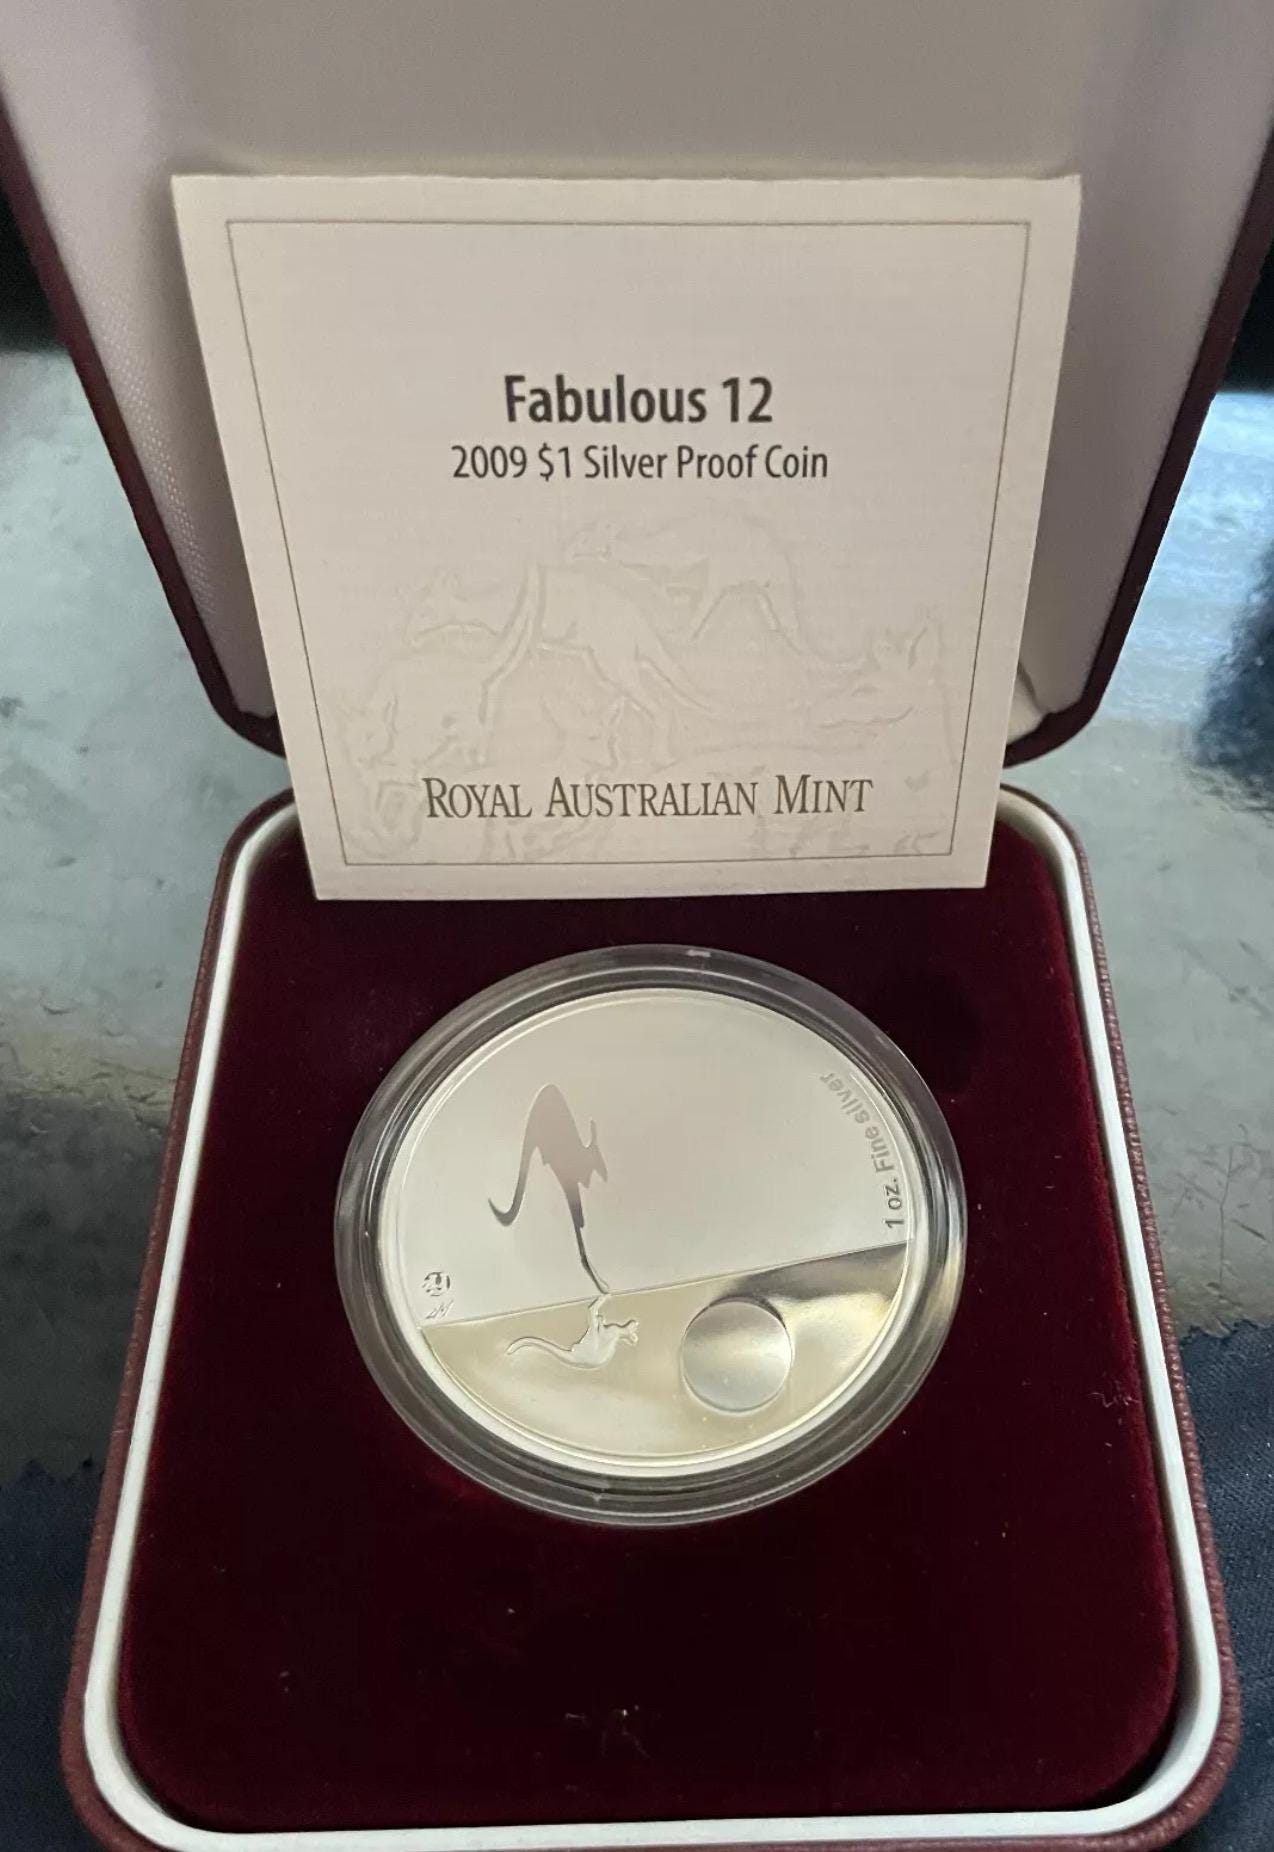 Fabulous 12
2009 $1 Silver Proof Coin
ROYAL AUSTRALIAN MINT
1 oz. Fine silver